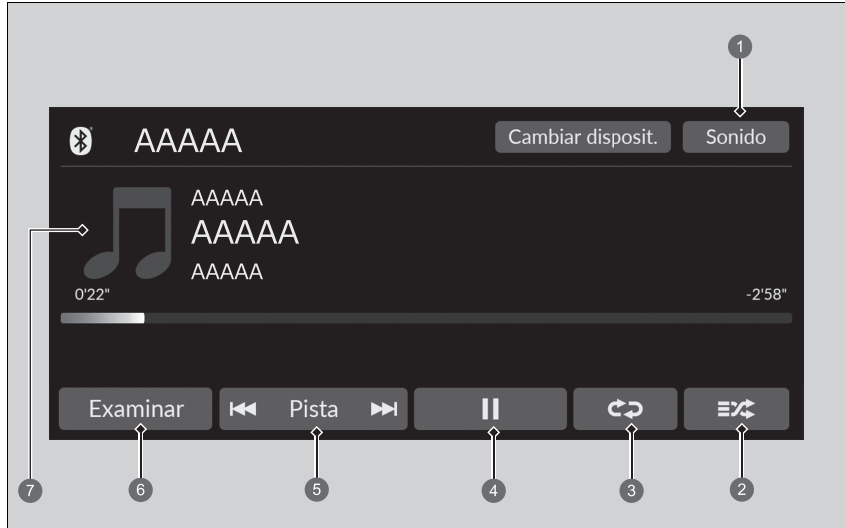 1
AAAAA Cambiar disposit. Sonido
AAAAA
AAAAA
AAAAA
0'22" -2'58"
Examinar Pista
7 6 5 4 3 2